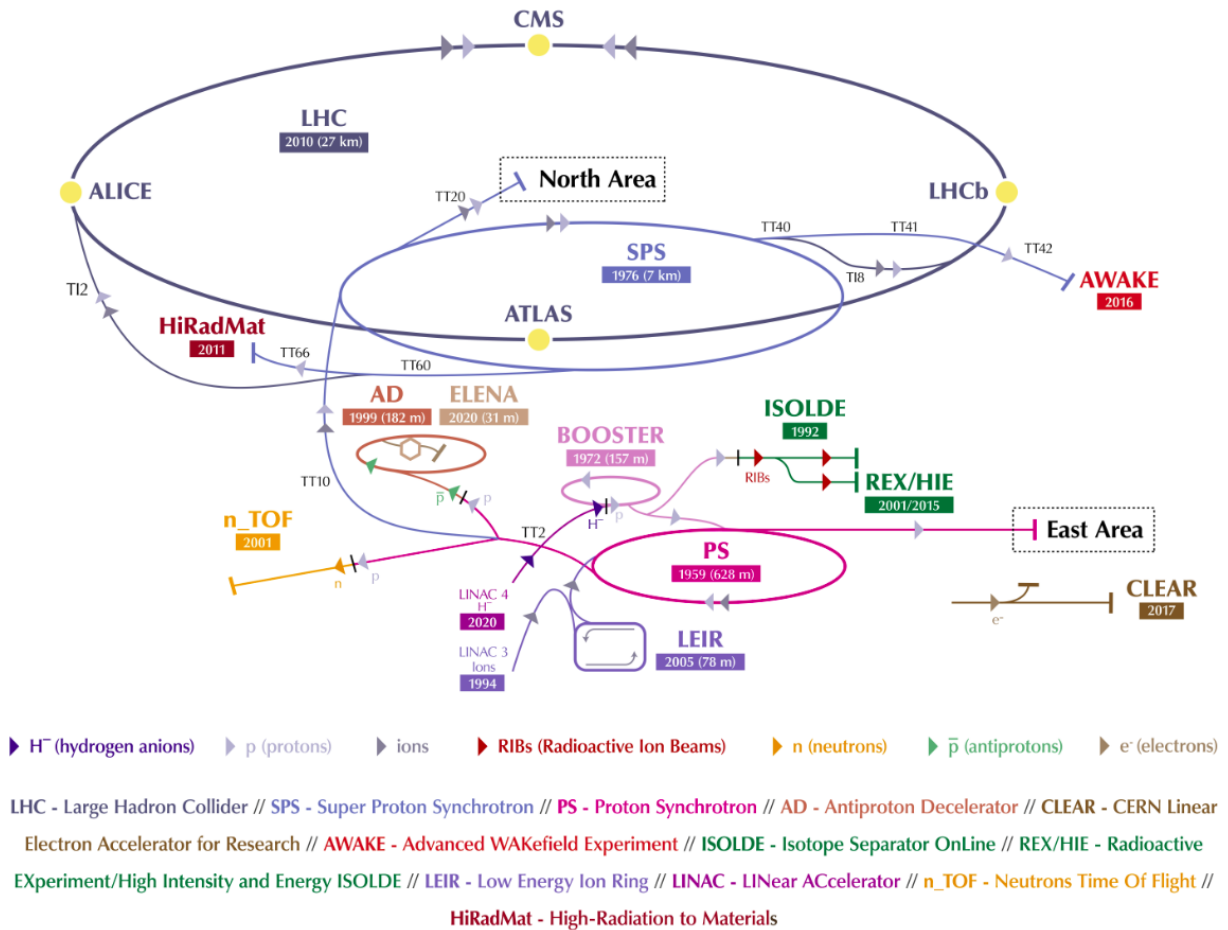 CMS
LHC
2010 (27 km)
North Area
TT20
ALICE
LHCb
TT40
TT41
TT42
SPS
1976 (7 km)
TI8
TI2
AWAKE
2016
ATLAS
HiRadMat
2011
TT66
TT60
AD
1999 (182 m)
ELENA
2020 (31 m)
ISOLDE
1992
BOOSTER
1972 (157 m)
RIBs
REX/HIE
2001/2015
TT10
p̅
p
H⁻
p
n_TOF
2001
TT2
East Area
PS
1959 (628 m)
n
p
LINAC 4
H⁻
2020
CLEAR
2017
e⁻
LEIR
2005 (78 m)
LINAC 3
Ions
1994
H⁻ (hydrogen anions)
p (protons)
ions
RIBs (Radioactive Ion Beams)
n (neutrons)
p̅ (antiprotons)
e⁻ (electrons)
LHC - Large Hadron Collider // SPS - Super Proton Synchrotron // PS - Proton Synchrotron // AD - Antiproton Decelerator // CLEAR - CERN Linear
Electron Accelerator for Research // AWAKE - Advanced WAKefield Experiment // ISOLDE - Isotope Separator OnLine // REX/HIE - Radioactive
EXperiment/High Intensity and Energy ISOLDE // LEIR - Low Energy Ion Ring // LINAC - LINear ACcelerator // n_TOF - Neutrons Time Of Flight //
HiRadMat - High-Radiation to Materials